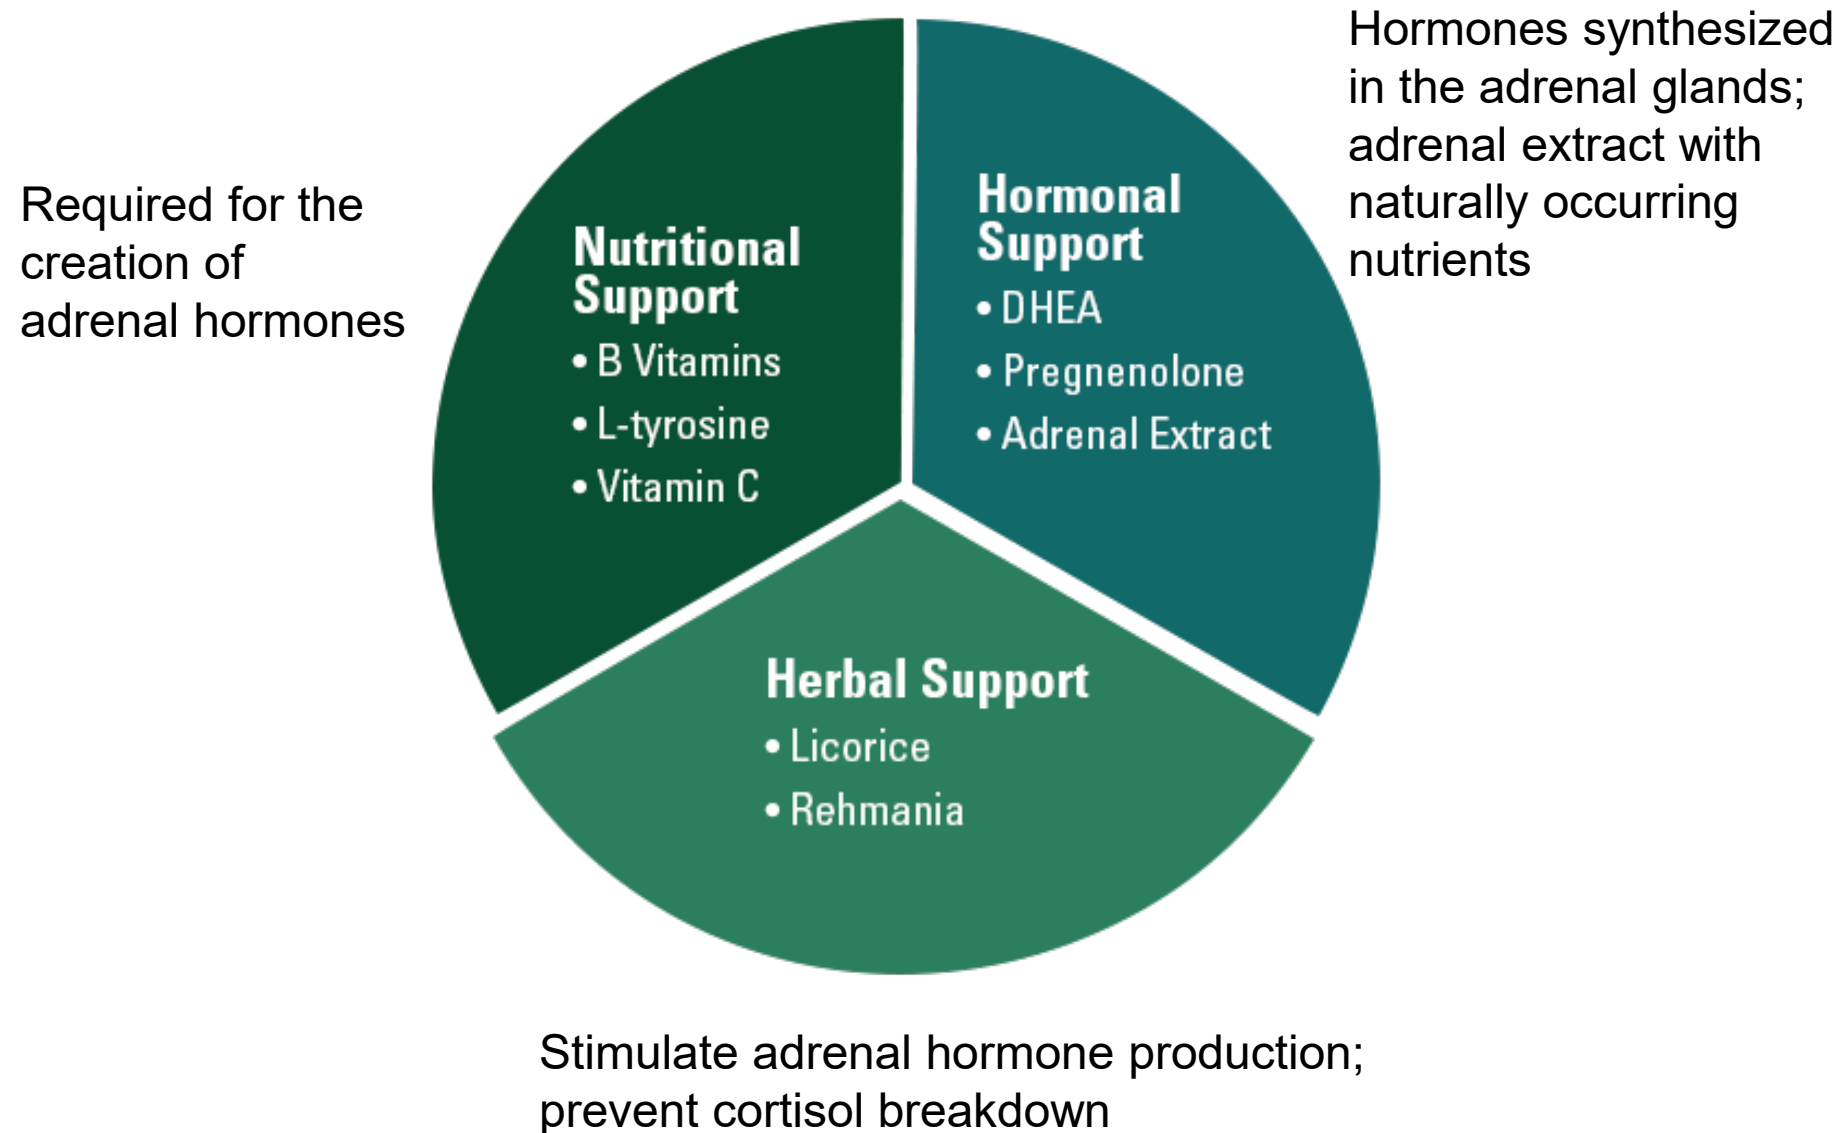 Required for the
creation of
adrenal hormones
Nutritional
Support
• B Vitamins
• L-tyrosine
• Vitamin C
Hormonal
Support
• DHEA
• Pregnenolone
• Adrenal Extract
Hormones synthesized
in the adrenal glands;
adrenal extract with
naturally occurring
nutrients
Herbal Support
• Licorice
• Rehmania
Stimulate adrenal hormone production;
prevent cortisol breakdown